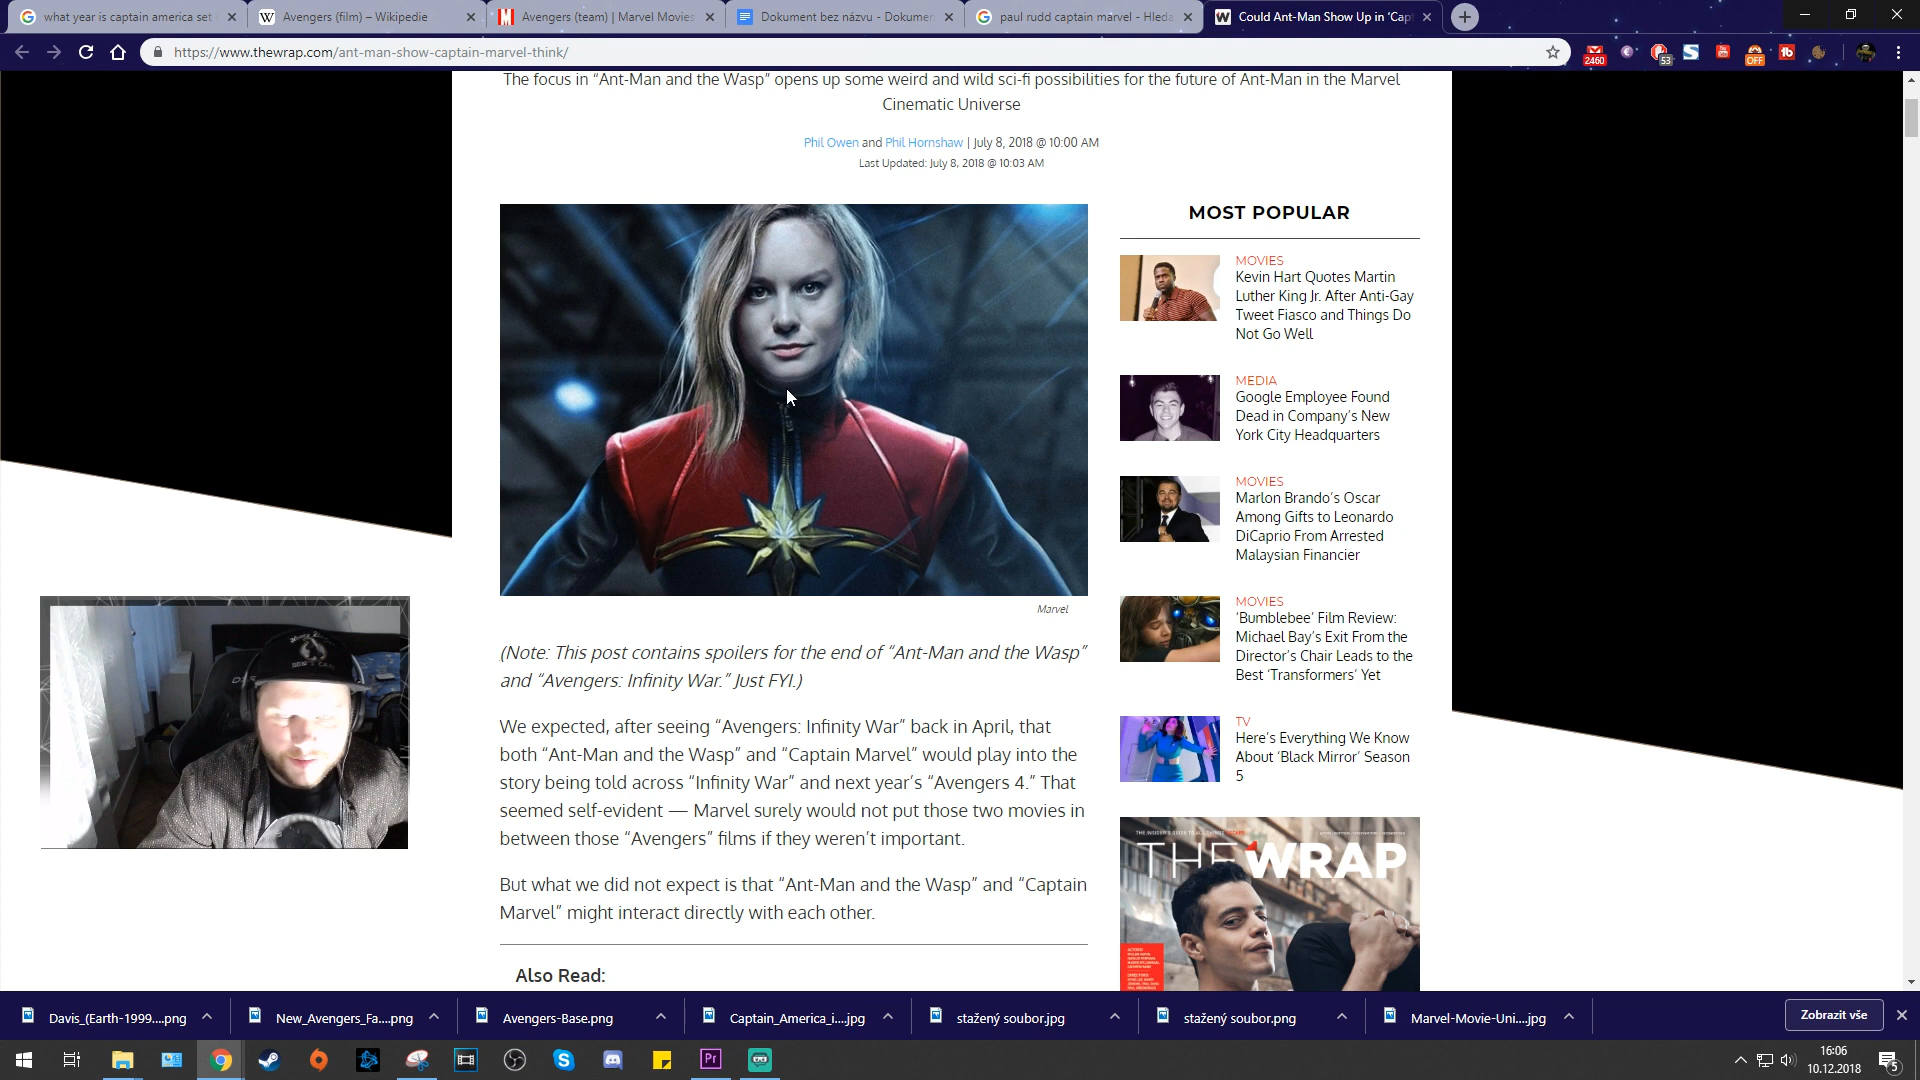 what year is captain america set
Avengers (film) – Wikipedie
Avengers (team) | Marvel Movies
Dokument bez názvu - Dokumen
paul rudd captain marvel - Hleda
Could Ant-Man Show Up in 'Cap
https://www.thewrap.com/ant-man-show-captain-marvel-think/
2460
53
OFF
The focus in “Ant-Man and the Wasp” opens up some weird and wild sci-fi possibilities for the future of Ant-Man in the Marvel
Cinematic Universe
Phil Owen and Phil Hornshaw | July 8, 2018 @ 10:00 AM
Last Updated: July 8, 2018 @ 10:03 AM
Marvel
(Note: This post contains spoilers for the end of “Ant-Man and the Wasp”
and “Avengers: Infinity War.” Just FYI.)
We expected, after seeing “Avengers: Infinity War” back in April, that
both “Ant-Man and the Wasp” and “Captain Marvel” would play into the
story being told across “Infinity War” and next year’s “Avengers 4.” That
seemed self-evident — Marvel surely would not put those two movies in
between those “Avengers” films if they weren’t important.
But what we did not expect is that “Ant-Man and the Wasp” and “Captain
Marvel” might interact directly with each other.
Also Read:
MOST POPULAR
MOVIES
Kevin Hart Quotes Martin
Luther King Jr. After Anti-Gay
Tweet Fiasco and Things Do
Not Go Well
MEDIA
Google Employee Found
Dead in Company’s New
York City Headquarters
MOVIES
Marlon Brando’s Oscar
Among Gifts to Leonardo
DiCaprio From Arrested
Malaysian Financier
MOVIES
‘Bumblebee’ Film Review:
Michael Bay’s Exit From the
Director’s Chair Leads to the
Best ‘Transformers’ Yet
TV
Here’s Everything We Know
About ‘Black Mirror’ Season
5
THE WRAP
Davis_(Earth-1999....png
New_Avengers_Fa....png
Avengers-Base.png
Captain_America_i....jpg
stažený soubor.jpg
stažený soubor.png
Marvel-Movie-Uni....jpg
Zobrazit vše
Pr
16:06
10.12.2018
5